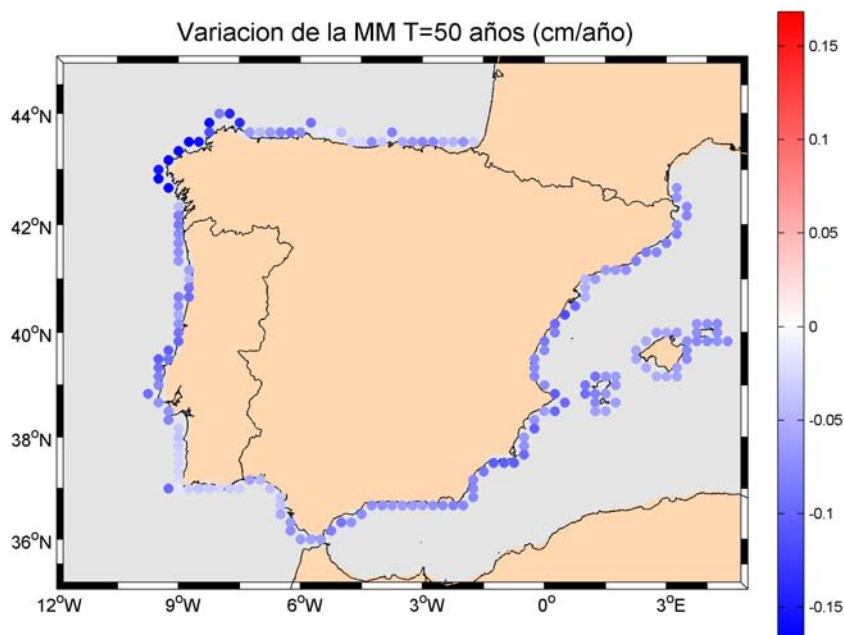 Variacion de la MM T=50 años (cm/año)
44°N
42°N
40°N
38°N
36°N
12°W 9°W 6°W 3°W 0° 3°E
0.15
0.1
0.05
0
-0.05
-0.1
-0.15